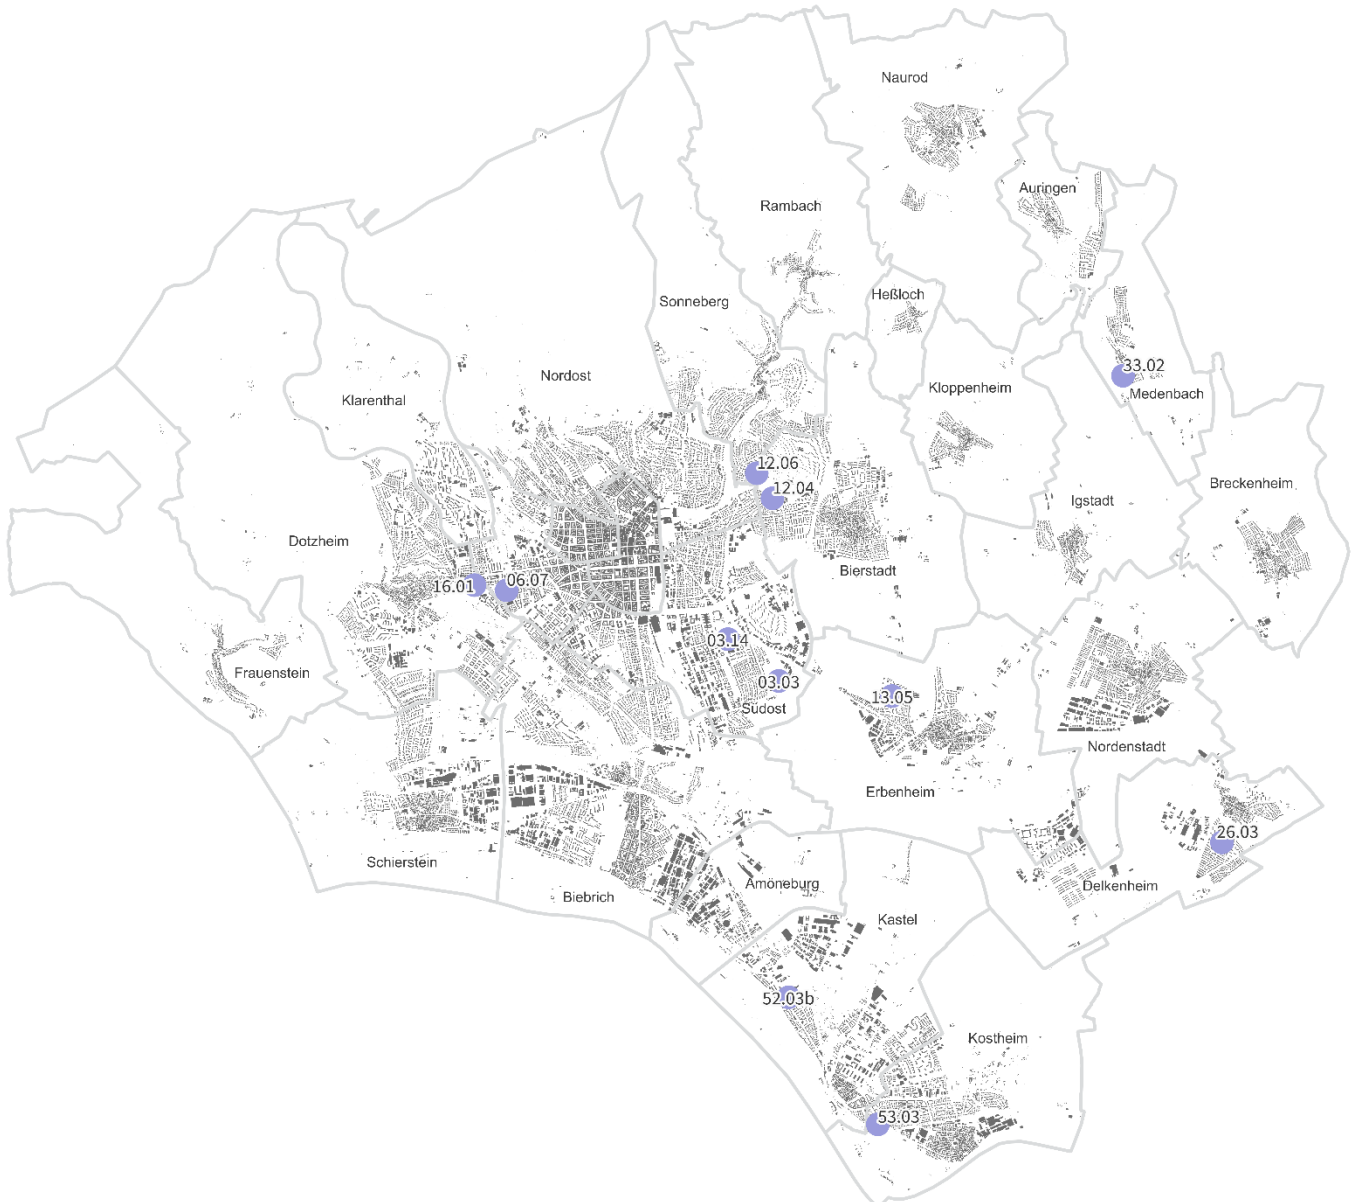 Naurod
Auringen
Rambach
Heßloch
Sonneberg
33.02
Nordost
Kloppenheim
Medenbach
Klarenthal
12.06
Breckenheim
12.04
Igstadt
Dotzheim
Bierstadt
16.01
06.07
03.14
Frauenstein
03.03
13.05
Südost
Nordenstadt
Erbenheim
26.03
Schierstein
Amöneburg
Delkenheim
Biebrich
Kastel
52.03b
Kostheim
53.03